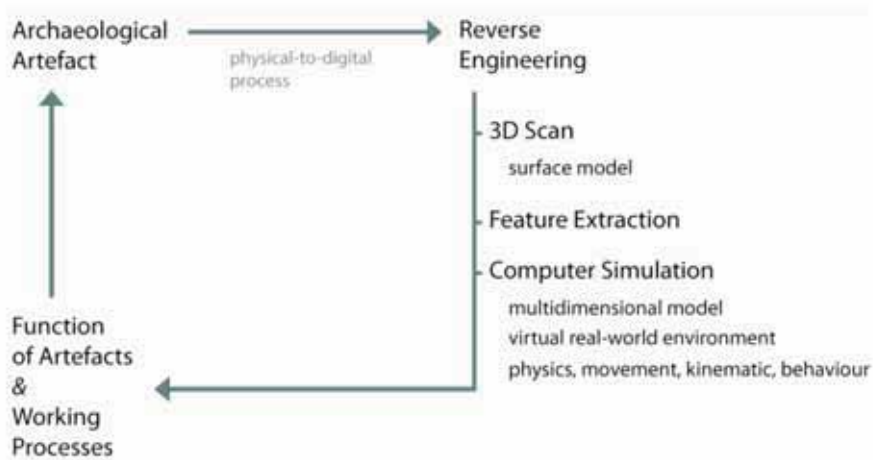 Archaeological
Artefact
physical-to-digital
process
Reverse
Engineering
3D Scan
surface model
Feature Extraction
Computer Simulation
multidimensional model
virtual real-world environment
physics, movement, kinematic, behaviour
Function
of Artefacts
&
Working
Processes